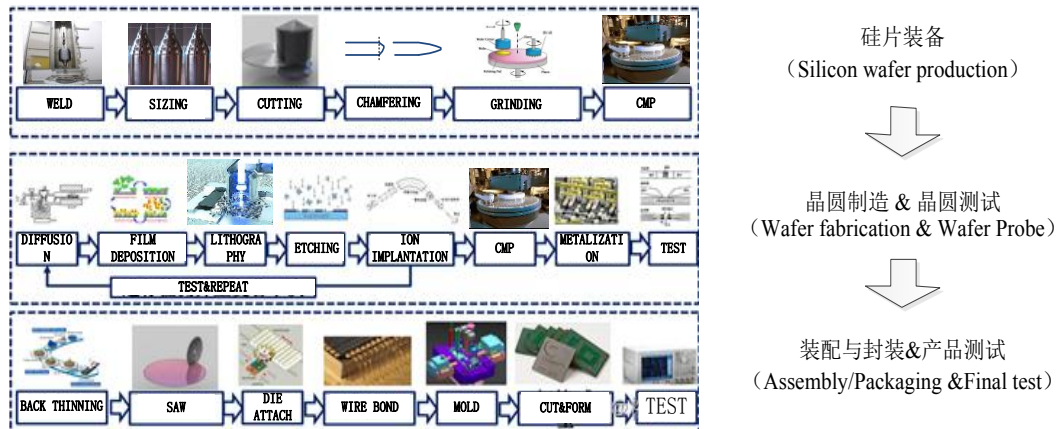 WELD
SIZING
CUTTING
CHAMFERING
GRINDING
CMP
硅片装备
（Silicon wafer production）
DIFFUSIO
N
FILM
DEPOSITION
LITHOGRA
PHY
ETCHING
ION
IMPLANTATION
CMP
METALIZATI
ON
TEST
TEST&REPEAT
晶圆制造 & 晶圆测试
（Wafer fabrication & Wafer Probe）
BACK THINNING
SAW
DIE
ATTACH
WIRE BOND
MOLD
CUT&FORM
TEST
装配与封装&产品测试
（Assembly/Packaging &Final test）